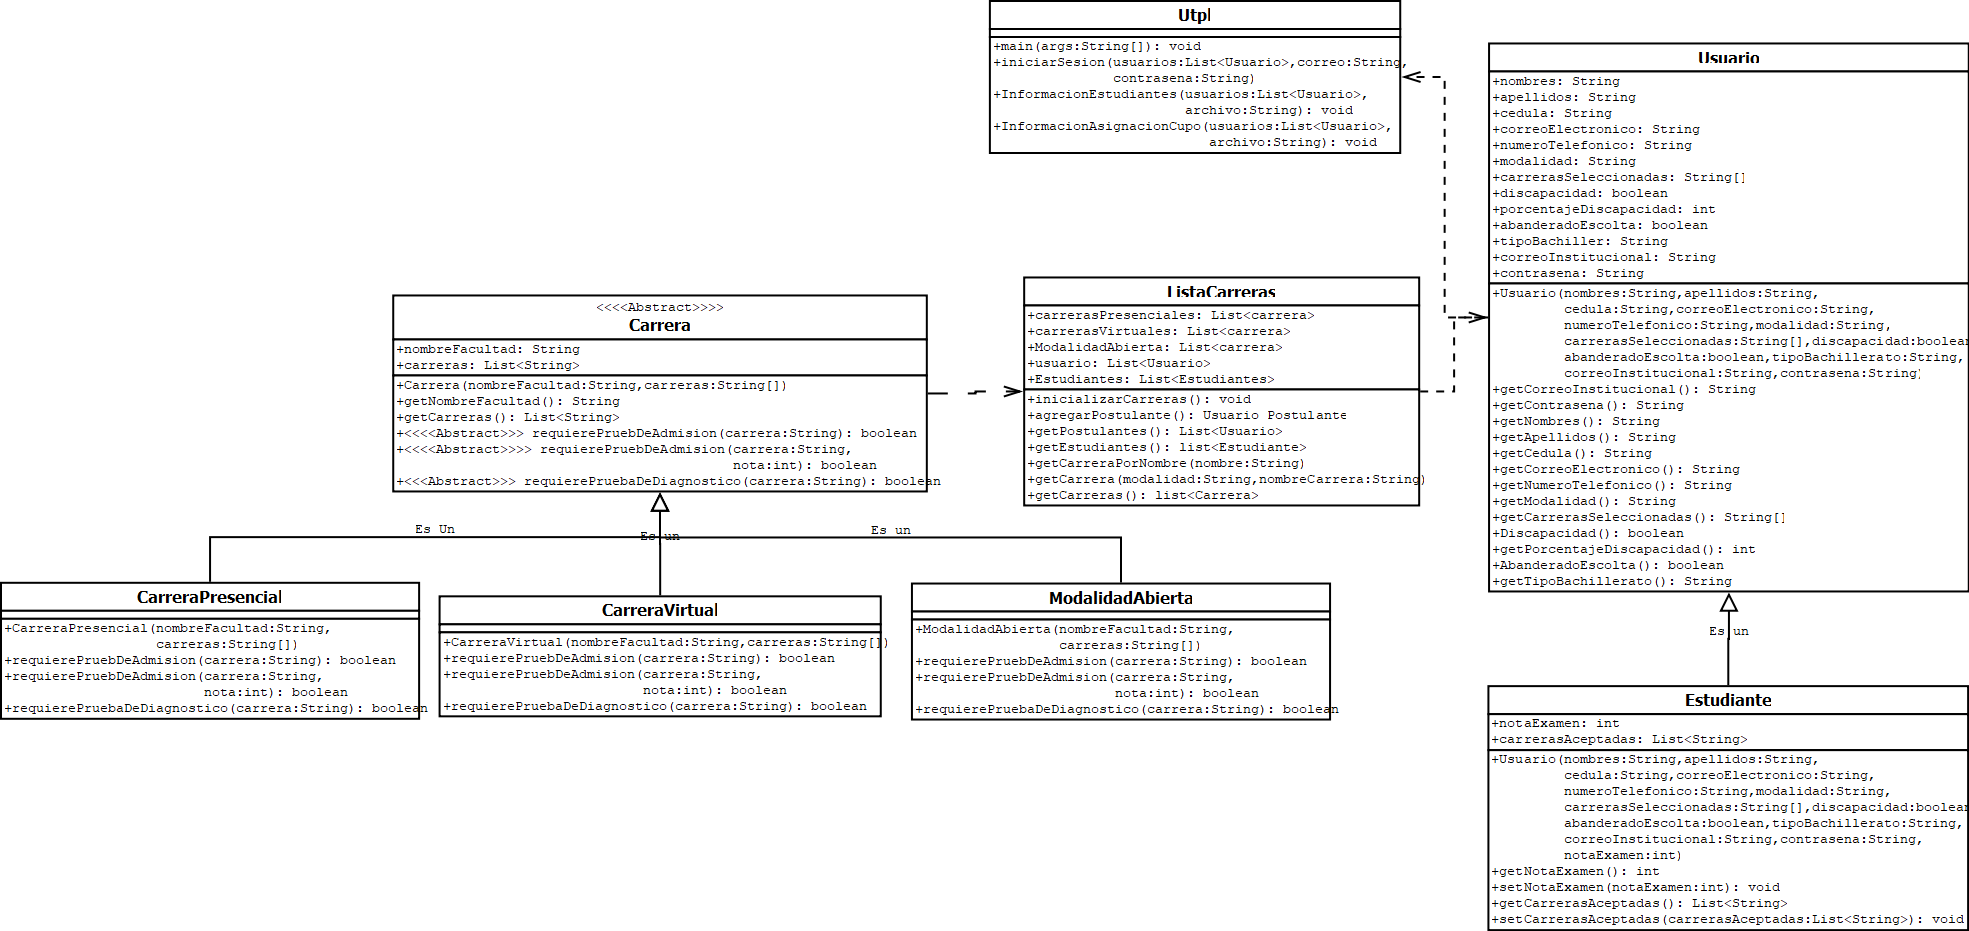 Utpl
+main(args:String[]): void
+iniciarSesion(usuarios:List<Usuario>,correo:String,
contrasena:String)
+InformacionEstudiantes(usuarios:List<Usuario>,
archivo:String): void
+InformacionAsignacionCupo(usuarios:List<Usuario>,
archivo:String): void
Usuario
+nombres: String
+apellidos: String
+cedula: String
+correoElectronico: String
+numeroTelefonico: String
+modalidad: String
+carrerasSeleccionadas: String[]
+discapacidad: boolean
+porcentajeDiscapacidad: int
+abanderadoEscolta: boolean
+tipoBachiller: String
+correoInstitucional: String
+contrasena: String
+Usuario(nombres:String,apellidos:String,
cedula:String,correoElectronico:String,
numeroTelefonico:String,modalidad:String,
carrerasSeleccionadas:String[],discapacidad:boolean
abanderadoEscolta:boolean,tipoBachillerato:String,
correoInstitucional:String,contrasena:String)
+getCorreoInstitucional(): String
+getContrasena(): String
+getNombres(): String
+getApellidos(): String
+getCedula(): String
+getCorreoElectronico(): String
+getNumeroTelefonico(): String
+getModalidad(): String
+getCarrerasSeleccionadas(): String[]
+Discapacidad(): boolean
+getPorcentajeDiscapacidad(): int
+AbanderadoEscolta(): boolean
+getTipoBachillerato(): String
ListaCarreras
+carrerasPresenciales: List<carrera>
+carrerasVirtuales: List<carrera>
+ModalidadAbierta: List<carrera>
+usuario: List<Usuario>
+Estudiantes: List<Estudiantes>
+inicializarCarreras(): void
+agregarPostulante(): Usuario Postulante
+getPostulantes(): List<Usuario>
+getEstudiantes(): list<Estudiante>
+getCarreraPorNombre(nombre:String)
+getCarrera(modalidad:String,nombreCarrera:String)
+getCarreras(): list<Carrera>
<<<<Abstract>>>>
Carrera
+nombreFacultad: String
+carreras: List<String>
+Carrera(nombreFacultad:String,carreras:String[])
+getNombreFacultad(): String
+getCarreras(): List<String>
+<<<<Abstract>>> requierePruebDeAdmision(carrera:String): boolean
+<<<<Abstract>>>> requierePruebDeAdmision(carrera:String,
nota:int): boolean
+<<<Abstract>>> requierePruebaDeDiagnostico(carrera:String): boolean
Es Un
Es un
Es un
CarreraPresencial
+CarreraPresencial(nombreFacultad:String,
carreras:String[])
+requierePruebDeAdmision(carrera:String): boolean
+requierePruebDeAdmision(carrera:String,
nota:int): boolean
+requierePruebaDeDiagnostico(carrera:String): boolean
CarreraVirtual
+CarreraVirtual(nombreFacultad:String,carreras:String[])
+requierePruebDeAdmision(carrera:String): boolean
+requierePruebDeAdmision(carrera:String,
nota:int): boolean
+requierePruebaDeDiagnostico(carrera:String): boolean
ModalidadAbierta
+ModalidadAbierta(nombreFacultad:String,
carreras:String[])
+requierePruebDeAdmision(carrera:String): boolean
+requierePruebDeAdmision(carrera:String,
nota:int): boolean
+requierePruebaDeDiagnostico(carrera:String): boolean
Es un
Estudiante
+notaExamen: int
+carrerasAceptadas: List<String>
+Usuario(nombres:String,apellidos:String,
cedula:String,correoElectronico:String,
numeroTelefonico:String,modalidad:String,
carrerasSeleccionadas:String[],discapacidad:boolean
abanderadoEscolta:boolean,tipoBachillerato:String,
correoInstitucional:String,contrasena:String,
notaExamen:int)
+getNotaExamen(): int
+setNotaExamen(notaExamen:int): void
+getCarrerasAceptadas(): List<String>
+setCarrerasAceptadas(carrerasAceptadas:List<String>): void